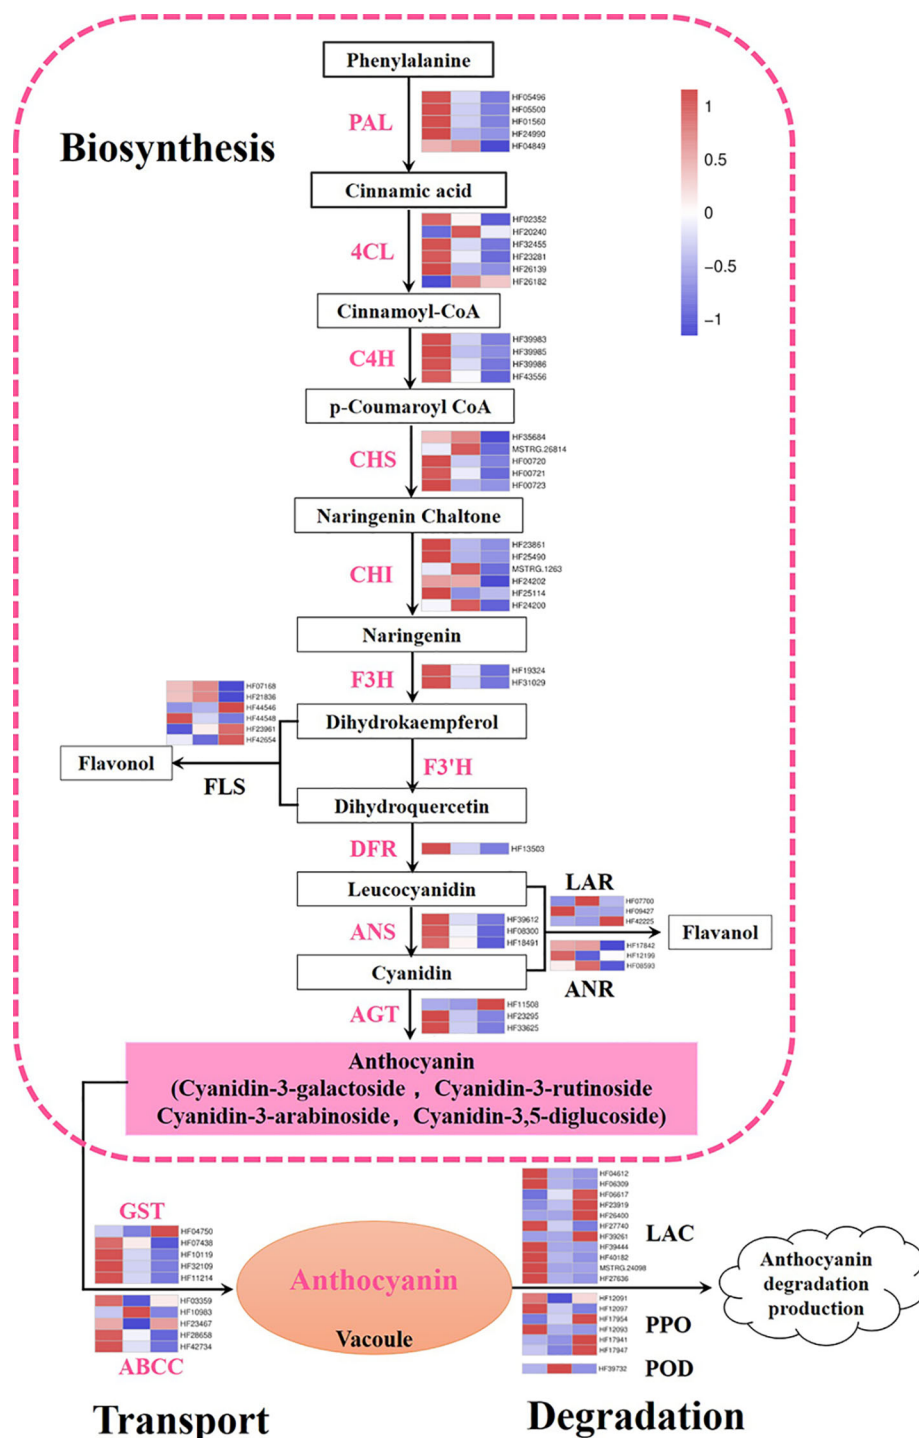 Phenylalanine
PAL
HF05496
HF05500
HF01560
HF24990
HF04849
1
0.5
0
−0.5
−1
Biosynthesis
Cinnamic acid
4CL
HF02352
HF20240
HF32455
HF23281
HF26139
HF26182
Cinnamoyl-CoA
C4H
HF39983
HF39985
HF39986
HF43556
p-Coumaroyl CoA
CHS
HF35684
MSTRG.26814
HF00720
HF00721
HF00723
Naringenin Chaltone
CHI
HF23861
HF25490
MSTRG.1263
HF24202
HF25114
HF24200
Naringenin
F3H
HF19324
HF31029
HF07168
HF21836
HF44546
HF44548
HF23961
HF42654
Dihydrokaempferol
Flavonol
FLS
F3'H
Dihydroquercetin
DFR
HF13503
Leucocyanidin
LAR
HF07700
HF09427
HF42225
ANS
HF39612
HF08300
HF18491
Flavanol
HF17842
HF12199
HF08593
ANR
Cyanidin
AGT
HF11508
HF23295
HF33625
Anthocyanin
(Cyanidin-3-galactoside ,  Cyanidin-3-rutinoside
Cyanidin-3-arabinoside, Cyanidin-3,5-diglucoside)
GST
HF04750
HF07438
HF10119
HF32109
HF11214
HF03359
HF10983
HF23467
HF28658
HF42734
ABCC
Transport
Anthocyanin
Vacoule
HF04612
HF06309
HF06617
HF23919
HF26400
HF27740
HF39261
HF39444
HF40182
MSTRG.24098
HF27636
LAC
HF12091
HF12097
HF17954
HF12093
HF17941
HF17947
PPO
HF39732
POD
Anthocyanin
degradation
production
Degradation